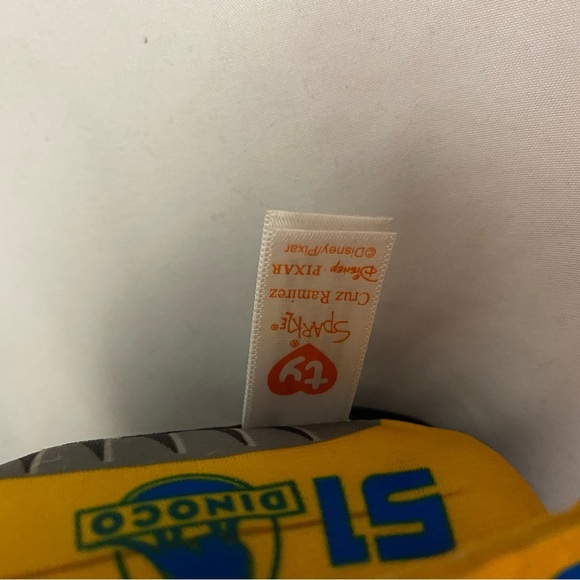 ty®
SPARKLE®
Cruz Ramirez
Disney · PIXAR
©Disney/Pixar
51
DINOCO